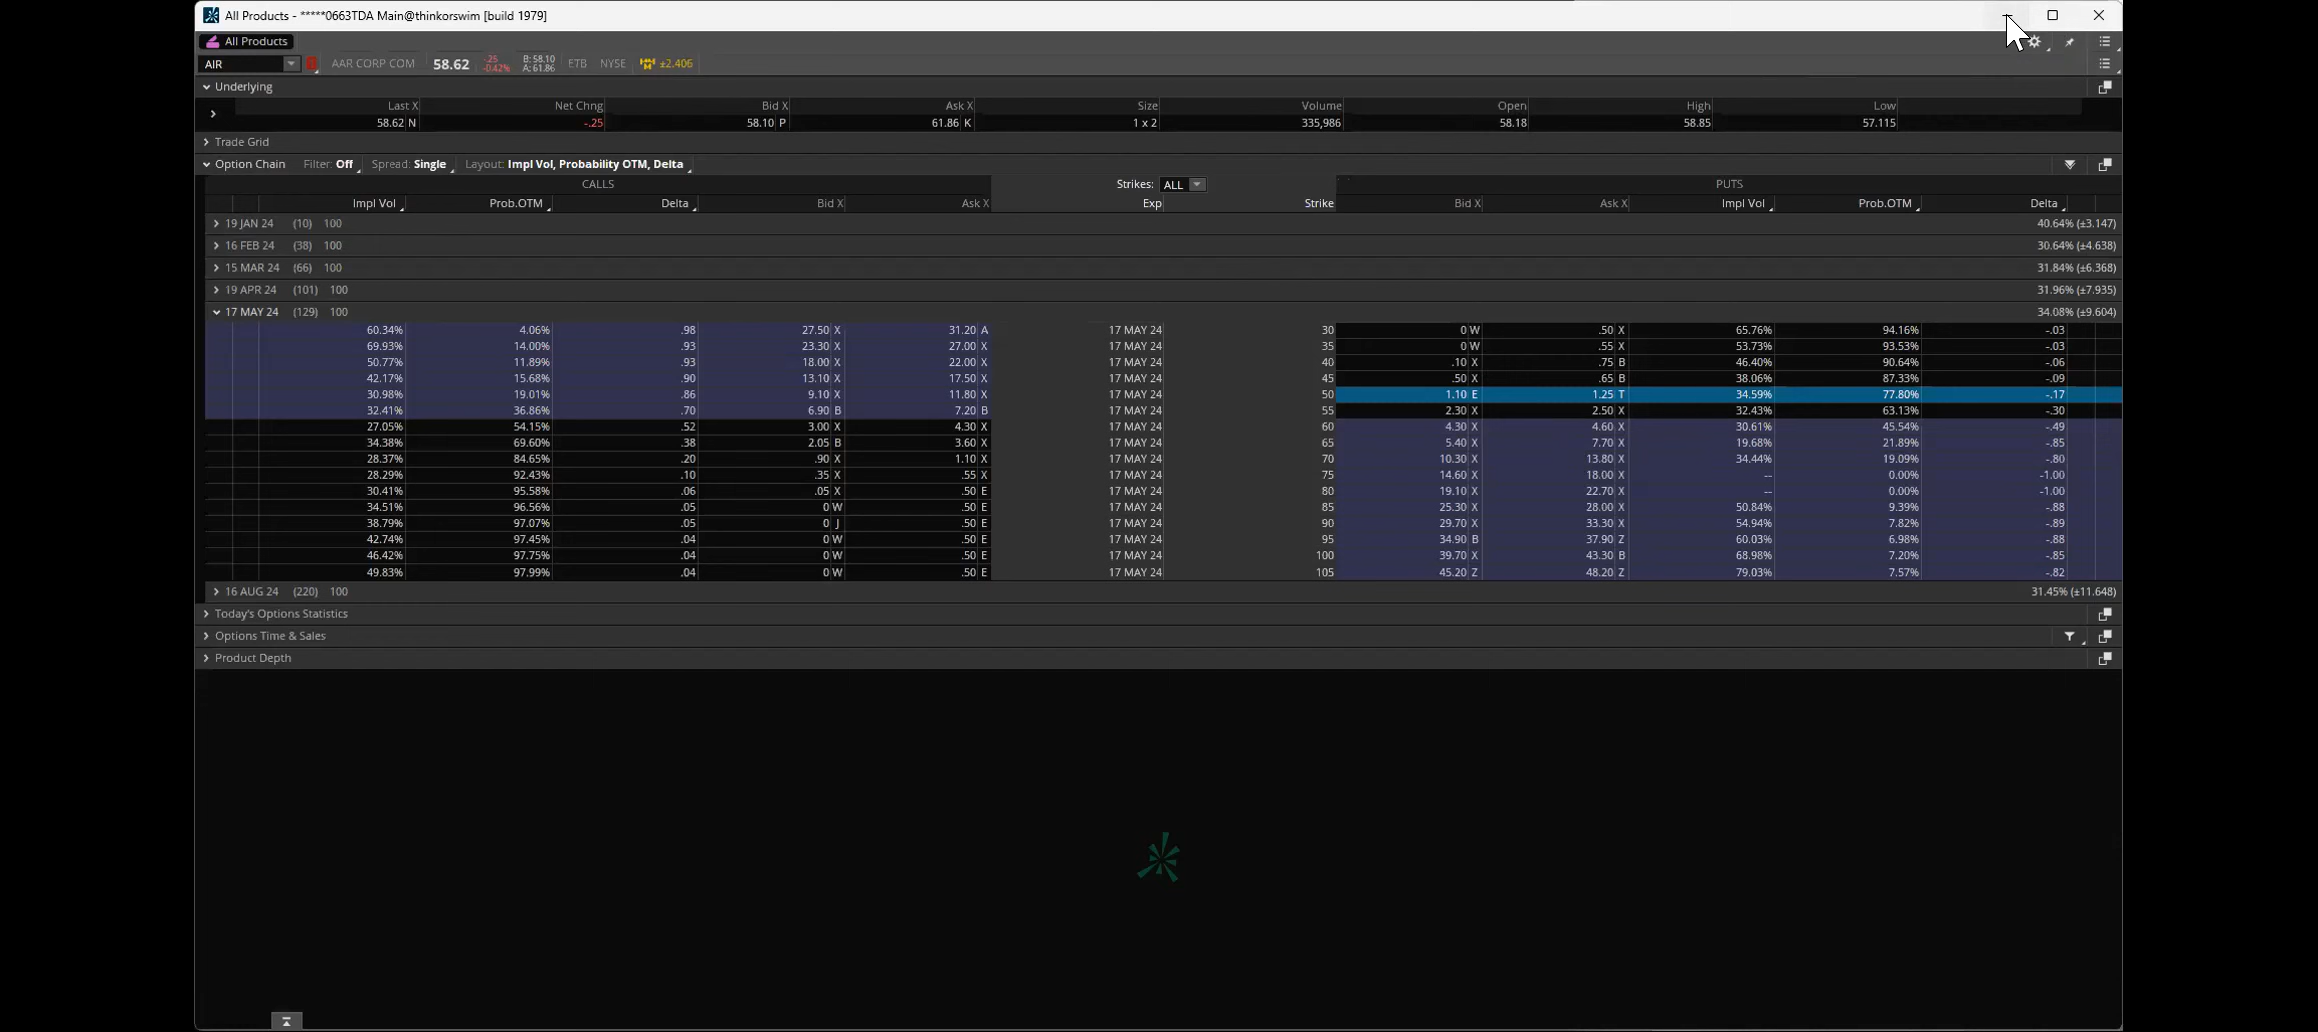 All Products - *****0663TDA Main@thinkorswim [build 1979]
All Products
AIR AAR CORP COM 58.62 -.25 -0.42% B: 58.10 A: 61.86 ETB NYSE ±2.406
Underlying
Last X Net Chng Bid X Ask X Size Volume Open High Low
58.62 N -.25 58.10 P 61.86 K 1 x 2 335,986 58.18 58.85 57.115
Trade Grid
Option Chain Filter: Off Spread: Single Layout: Impl Vol, Probability OTM, Delta
CALLS Strikes: ALL PUTS
Impl Vol Prob.OTM Delta Bid X Ask X Exp Strike Bid X Ask X Impl Vol Prob.OTM Delta
19 JAN 24 (10) 100 40.64% (±3.147)
16 FEB 24 (38) 100 30.64% (±4.638)
15 MAR 24 (66) 100 31.84% (±6.368)
19 APR 24 (101) 100 31.96% (±7.935)
17 MAY 24 (129) 100 34.08% (±9.604)
60.34% 4.06% .98 27.50 X 31.20 A 17 MAY 24 30 0 W .50 X 65.76% 94.16% -.03
69.93% 14.00% .93 23.30 X 27.00 X 17 MAY 24 35 0 W .55 X 53.73% 93.53% -.03
50.77% 11.89% .93 18.00 X 22.00 X 17 MAY 24 40 .10 X .75 B 46.40% 90.64% -.06
42.17% 15.68% .90 13.10 X 17.50 X 17 MAY 24 45 .50 X .65 B 38.06% 87.33% -.09
30.98% 19.01% .86 9.10 X 11.80 X 17 MAY 24 50 1.10 E 1.25 T 34.59% 77.80% -.17
32.41% 36.86% .70 6.90 B 7.20 B 17 MAY 24 55 2.30 X 2.50 X 32.43% 63.13% -.30
27.05% 54.15% .52 3.00 X 4.30 X 17 MAY 24 60 4.30 X 4.60 X 30.61% 45.54% -.49
34.38% 69.60% .38 2.05 B 3.60 X 17 MAY 24 65 5.40 X 7.70 X 19.68% 21.89% -.85
28.37% 84.65% .20 .90 X 1.10 X 17 MAY 24 70 10.30 X 13.80 X 34.44% 19.09% -.80
28.29% 92.43% .10 .35 X .55 X 17 MAY 24 75 14.60 X 18.00 X -- 0.00% -1.00
30.41% 95.58% .06 .05 X .50 E 17 MAY 24 80 19.10 X 22.70 X -- 0.00% -1.00
34.51% 96.56% .05 0 W .50 E 17 MAY 24 85 25.30 X 28.00 X 50.84% 9.39% -.88
38.79% 97.07% .05 0 J .50 E 17 MAY 24 90 29.70 X 33.30 X 54.94% 7.82% -.89
42.74% 97.45% .04 0 W .50 E 17 MAY 24 95 34.90 B 37.90 Z 60.03% 6.98% -.88
46.42% 97.75% .04 0 W .50 E 17 MAY 24 100 39.70 X 43.30 B 68.98% 7.20% -.85
49.83% 97.99% .04 0 W .50 E 17 MAY 24 105 45.20 Z 48.20 Z 79.03% 7.57% -.82
16 AUG 24 (220) 100 31.45% (±11.648)
Today's Options Statistics
Options Time & Sales
Product Depth